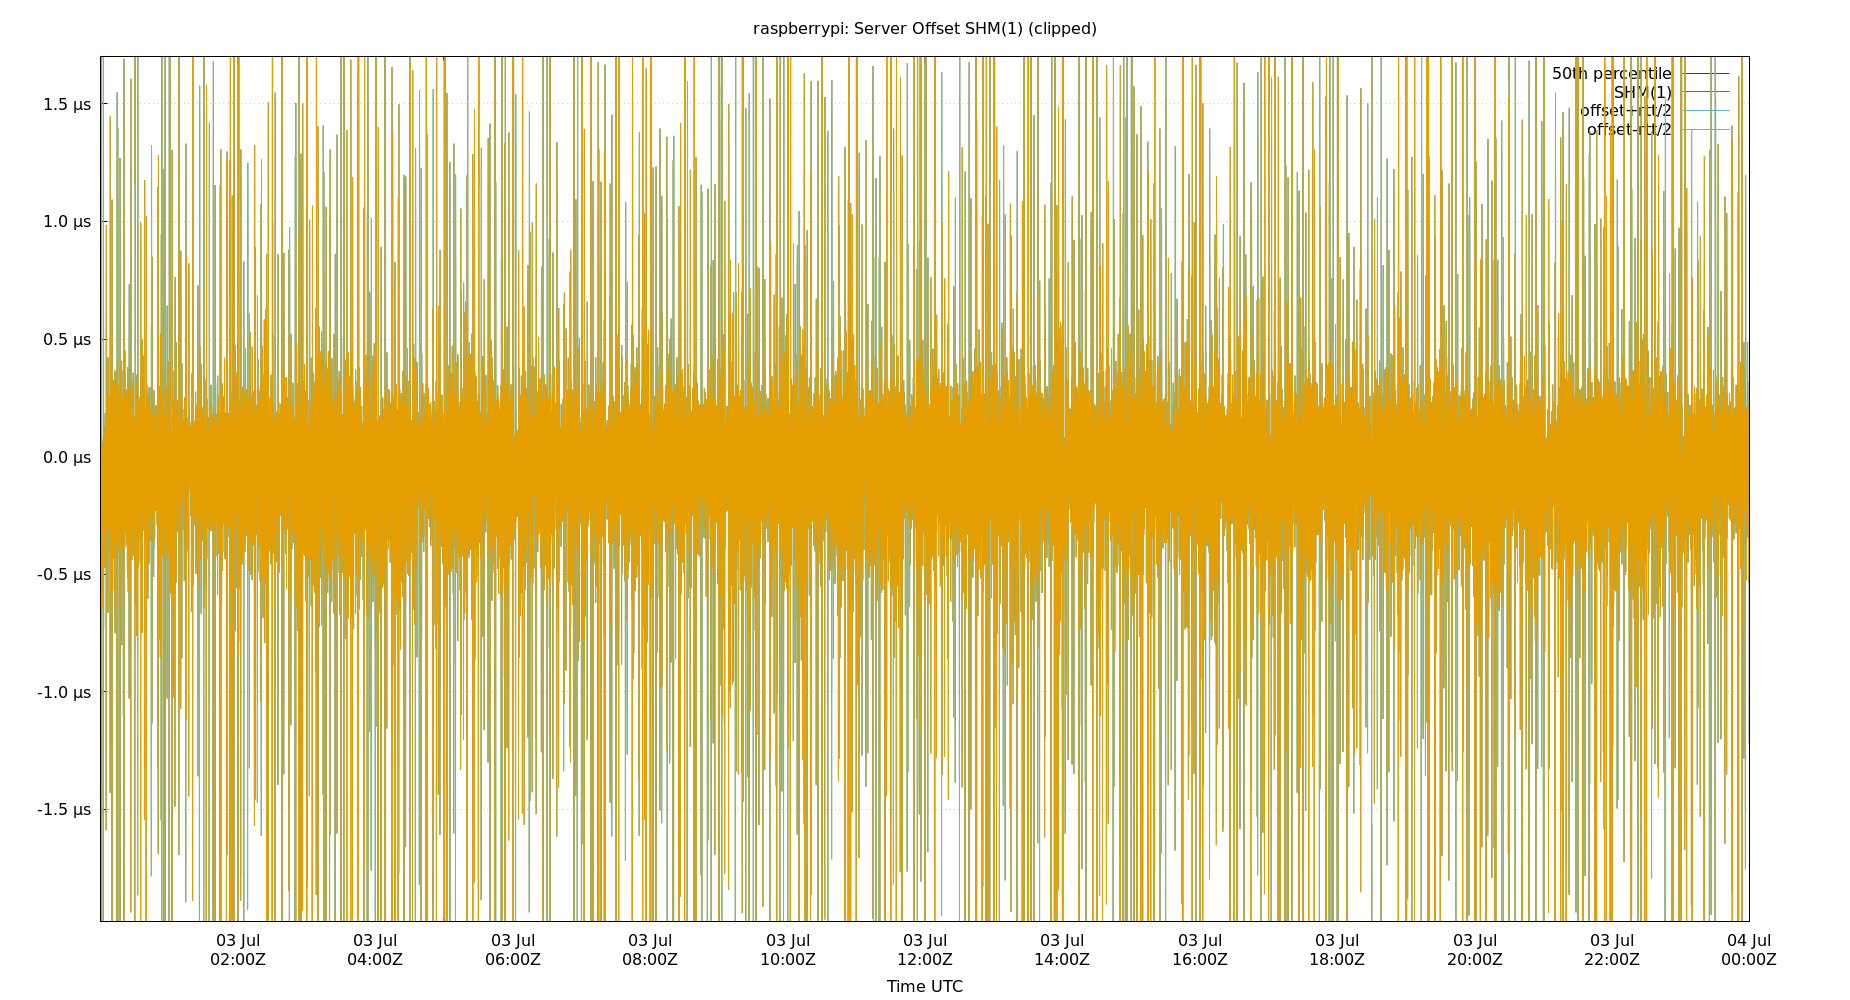 raspberrypi: Server Offset SHM(1) (clipped)
50th percentile
SHM(1)
offset+rtt/2
offset-rtt/2
1.5 µs
1.0 µs
0.5 µs
0.0 µs
-0.5 µs
-1.0 µs
-1.5 µs
03 Jul 03 Jul 03 Jul 03 Jul 03 Jul 03 Jul 03 Jul 03 Jul 03 Jul 03 Jul 03 Jul 04 Jul
02:00Z 04:00Z 06:00Z 08:00Z 10:00Z 12:00Z 14:00Z 16:00Z 18:00Z 20:00Z 22:00Z 00:00Z
Time UTC